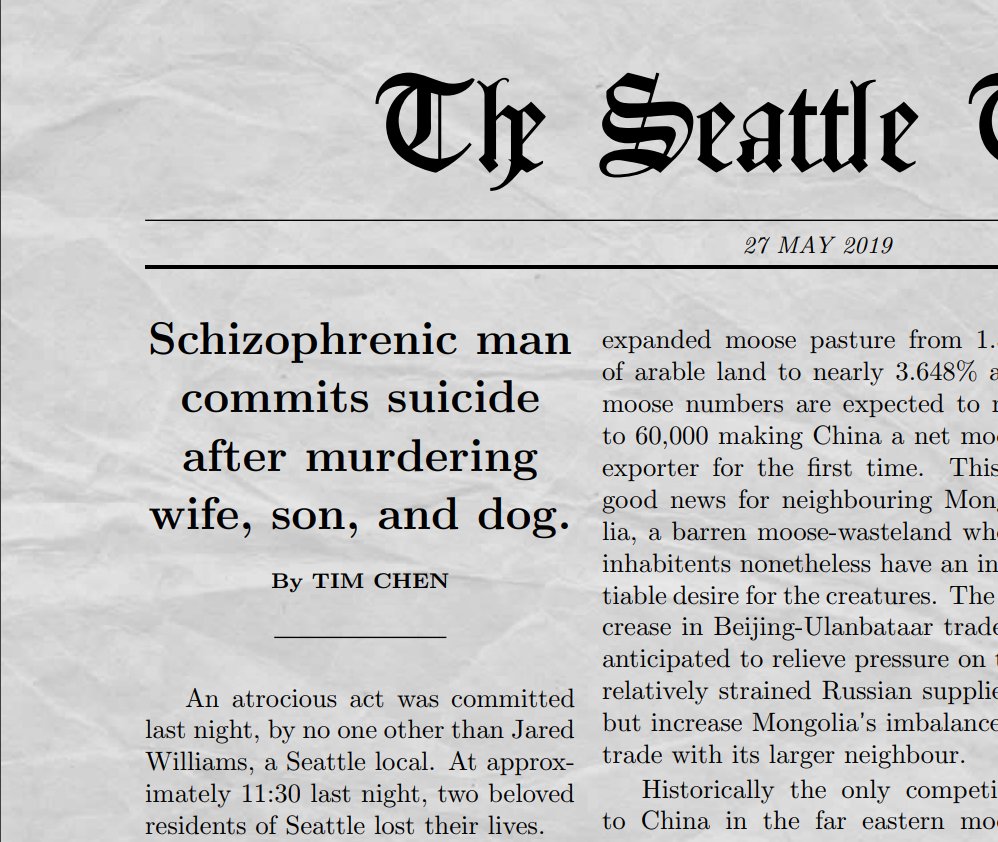 The Seattle
27 MAY 2019
Schizophrenic man
commits suicide
after murdering
wife, son, and dog.
By TIM CHEN
An atrocious act was committed
last night, by no one other than Jared
Williams, a Seattle local. At approx-
imately 11:30 last night, two beloved
residents of Seattle lost their lives.
expanded moose pasture from 1.
of arable land to nearly 3.648%
moose numbers are expected to
to 60,000 making China a net
exporter for the first time. This
good news for neighbouring Mong
lia, a barren moose-wasteland
inhabitents nonetheless have an
tiable desire for the creatures. The
crease in Beijing-Ulanbataar trade
anticipated to relieve pressure on
relatively strained Russian
but increase Mongolia's imbalance
trade with its larger neighbour.
Historically the only
to China in the far eastern